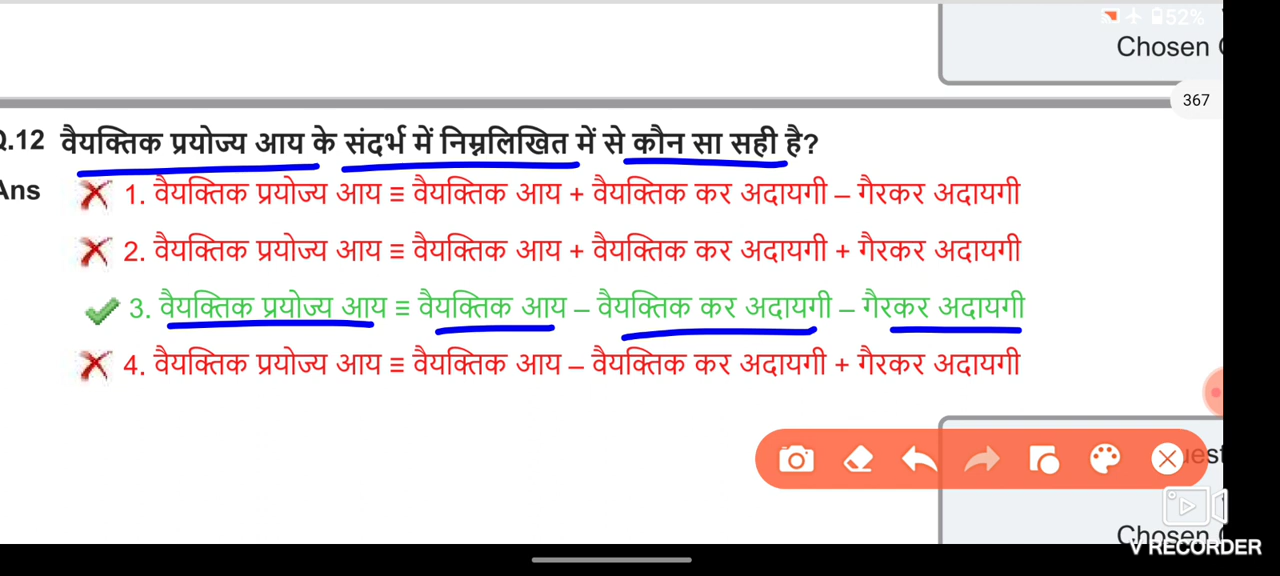 52%
Chosen
367
Q.12 वैयक्तिक प्रयोज्य आय के संदर्भ में निम्नलिखित में से कौन सा सही है?
Ans 1. वैयक्तिक प्रयोज्य आय ≡ वैयक्तिक आय + वैयक्तिक कर अदायगी – गैरकर अदायगी
2. वैयक्तिक प्रयोज्य आय ≡ वैयक्तिक आय + वैयक्तिक कर अदायगी + गैरकर अदायगी
3. वैयक्तिक प्रयोज्य आय ≡ वैयक्तिक आय – वैयक्तिक कर अदायगी – गैरकर अदायगी
4. वैयक्तिक प्रयोज्य आय ≡ वैयक्तिक आय – वैयक्तिक कर अदायगी + गैरकर अदायगी
Chosen
V RECORDER